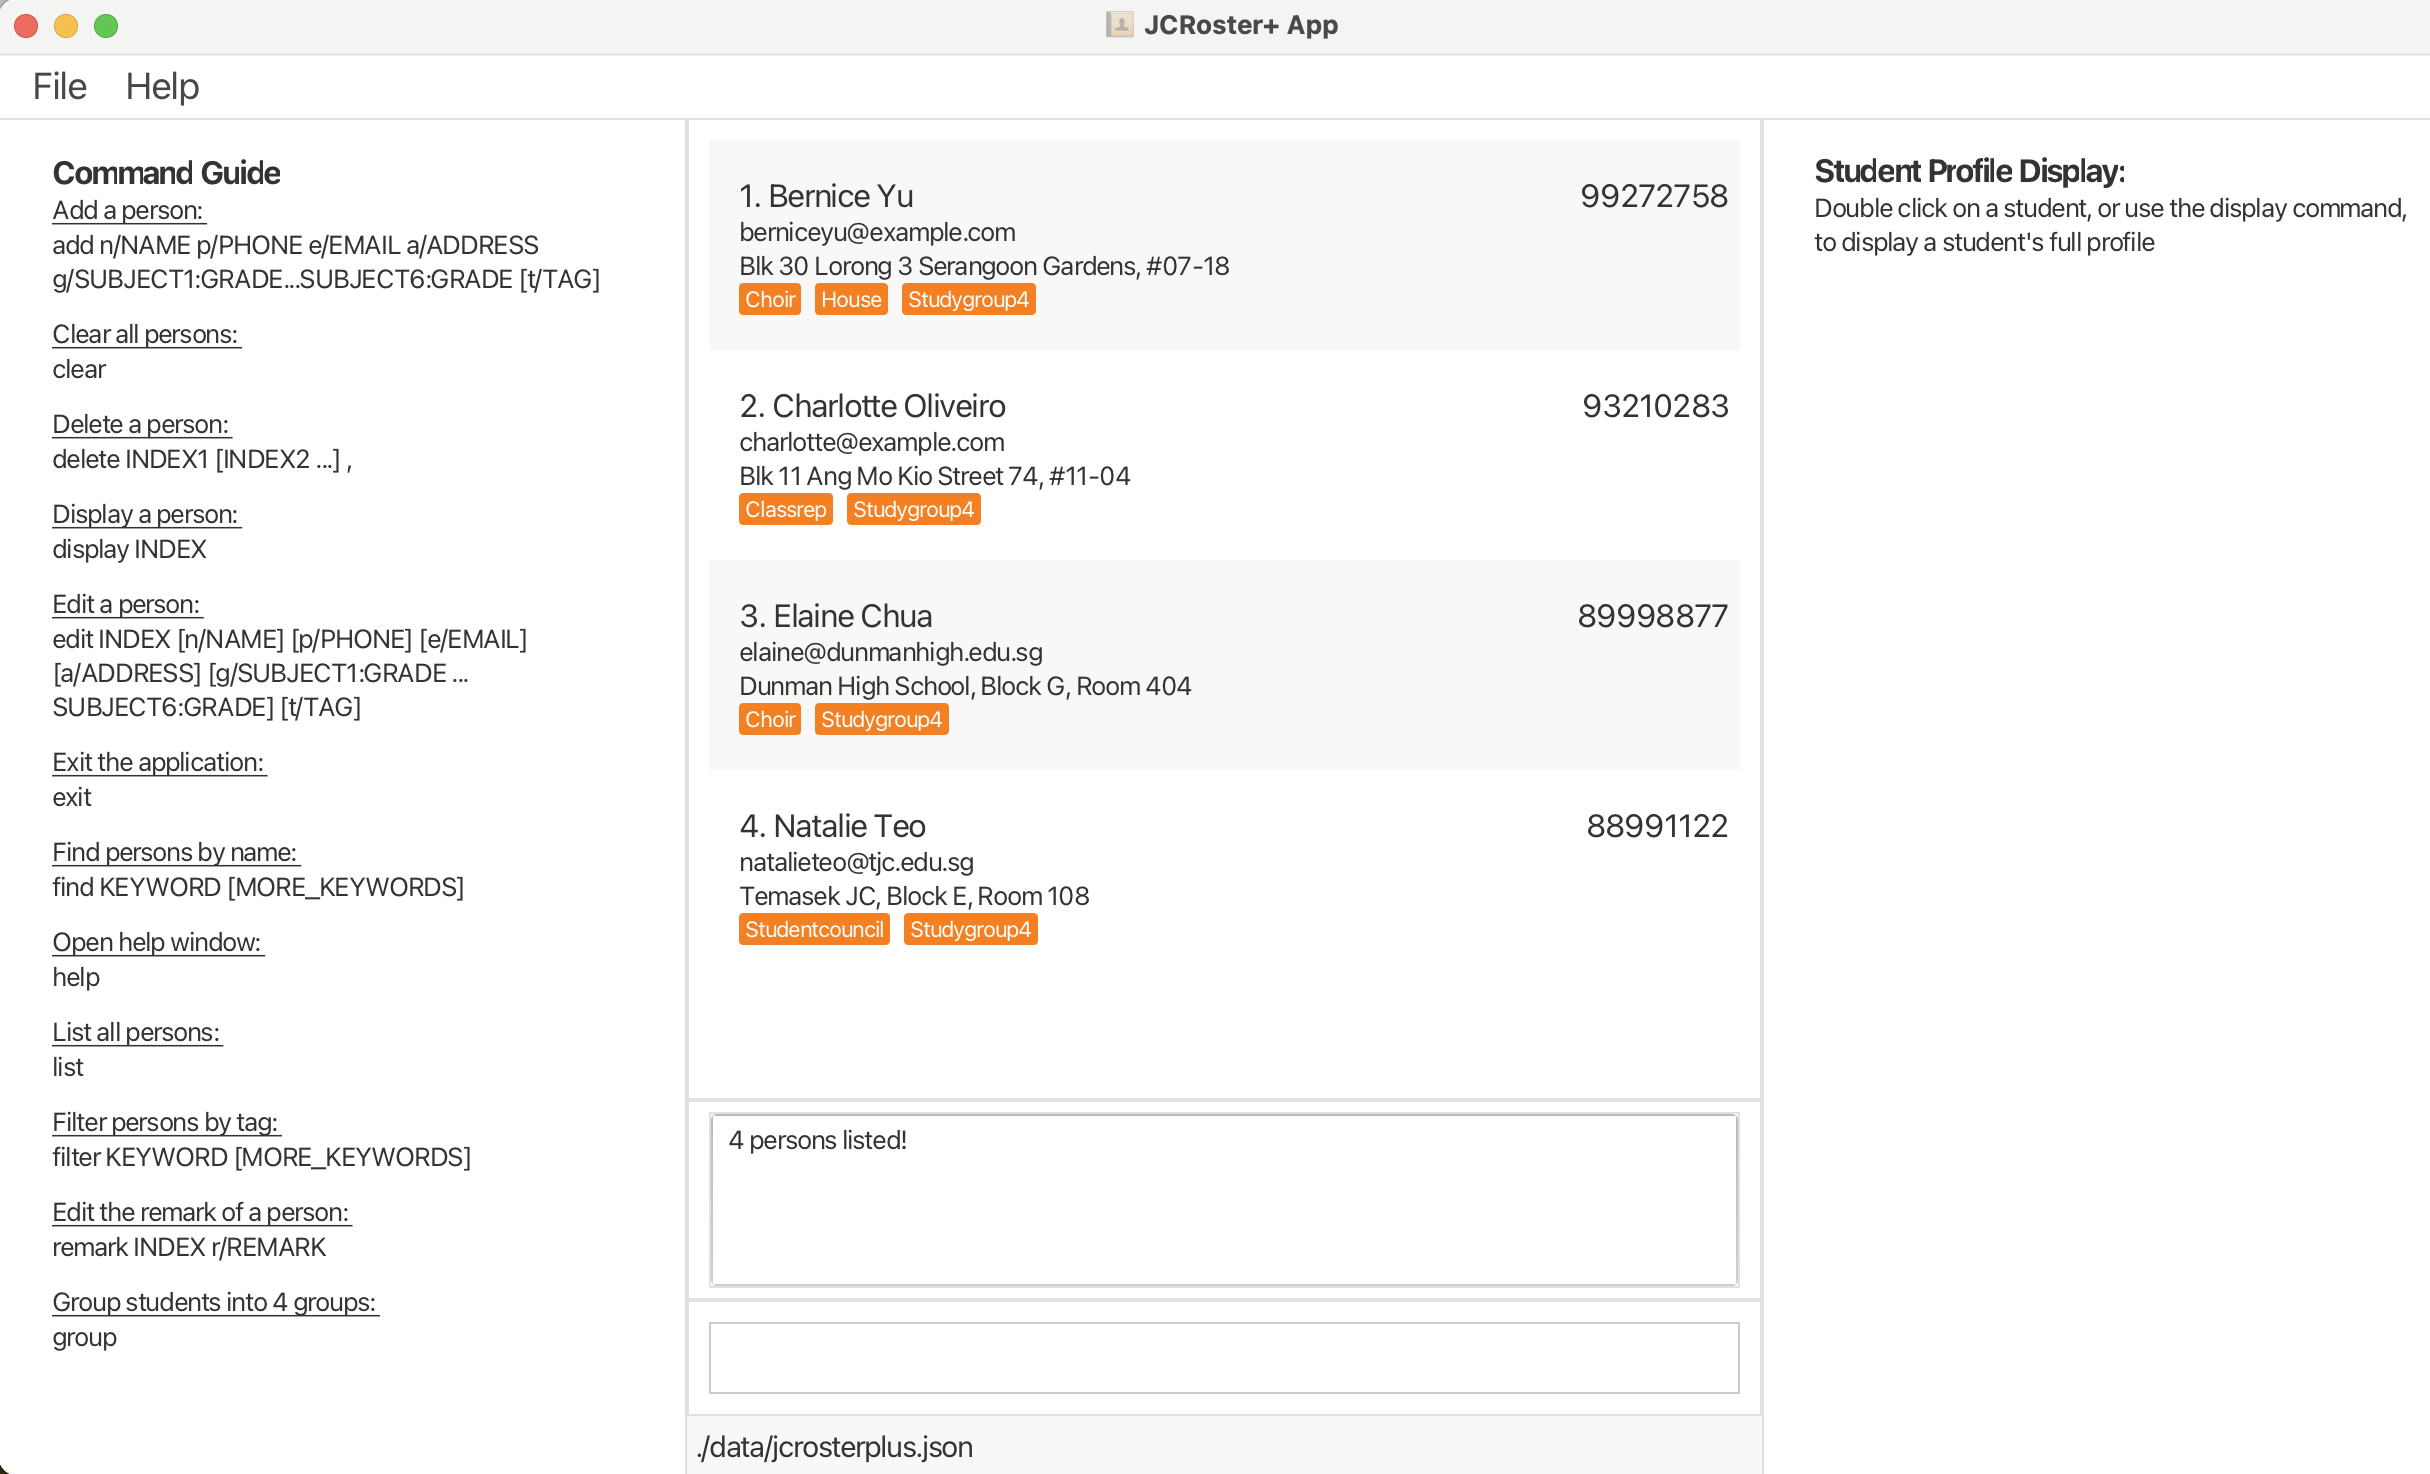 JCRoster+ App
File Help
Command Guide
Add a person:
add n/NAME p/PHONE e/EMAIL a/ADDRESS
g/SUBJECT1:GRADE...SUBJECT6:GRADE [t/TAG]
Clear all persons:
clear
Delete a person:
delete INDEX1 [INDEX2 ...] ,
Display a person:
display INDEX
Edit a person:
edit INDEX [n/NAME] [p/PHONE] [e/EMAIL]
[a/ADDRESS] [g/SUBJECT1:GRADE ...
SUBJECT6:GRADE] [t/TAG]
Exit the application:
exit
Find persons by name:
find KEYWORD [MORE_KEYWORDS]
Open help window:
help
List all persons:
list
Filter persons by tag:
filter KEYWORD [MORE_KEYWORDS]
Edit the remark of a person:
remark INDEX r/REMARK
Group students into 4 groups:
group
1. Bernice Yu 99272758
berniceyu@example.com
Blk 30 Lorong 3 Serangoon Gardens, #07-18
Choir House Studygroup4
2. Charlotte Oliveiro 93210283
charlotte@example.com
Blk 11 Ang Mo Kio Street 74, #11-04
Classrep Studygroup4
3. Elaine Chua 89998877
elaine@dunmanhigh.edu.sg
Dunman High School, Block G, Room 404
Choir Studygroup4
4. Natalie Teo 88991122
natalieteo@tjc.edu.sg
Temasek JC, Block E, Room 108
Studentcouncil Studygroup4
4 persons listed!
./data/jcrosterplus.json
Student Profile Display:
Double click on a student, or use the display command,
to display a student's full profile